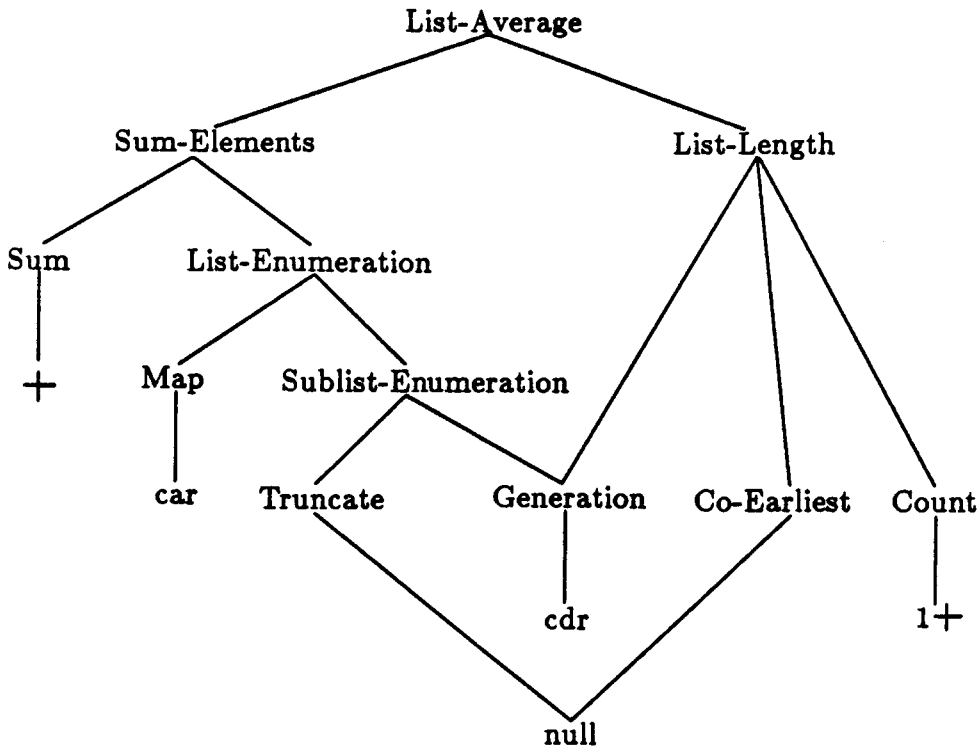 List-Average
Sum-Elements
List-Length
Sum
List-Enumeration
+
Map
Sublist-Enumeration
car
Truncate
Generation
Co-Earliest
Count
cdr
1+
null